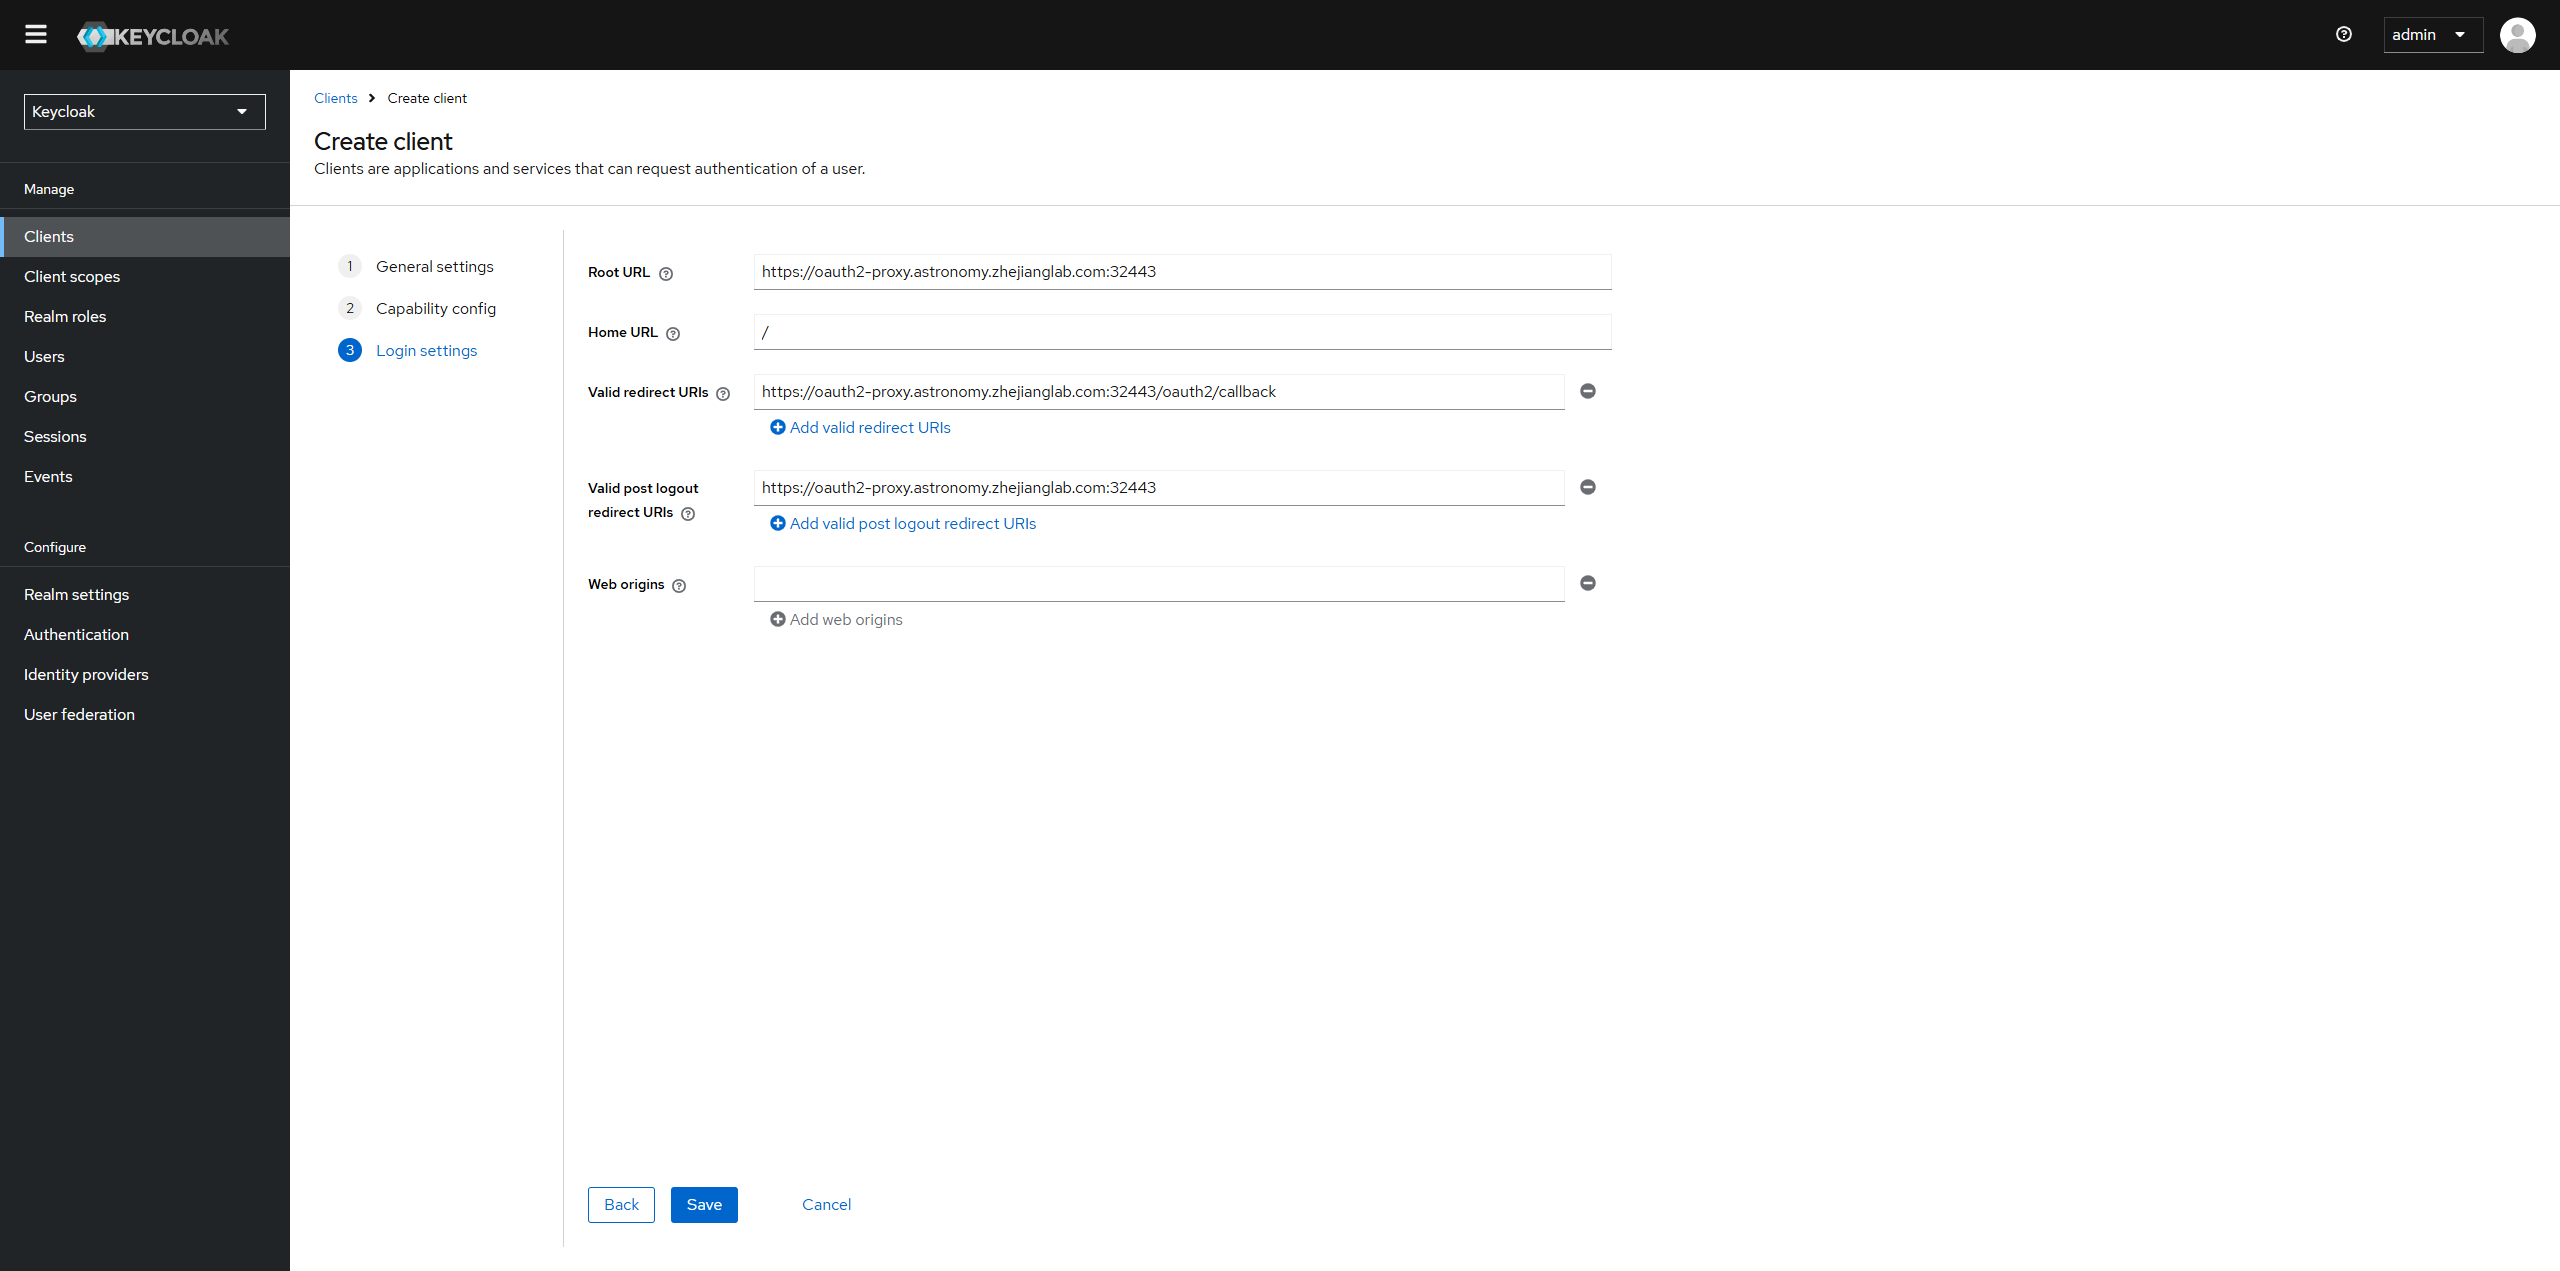 KEYCLOAK
admin
Keycloak
Manage
Clients
Client scopes
Realm roles
Users
Groups
Sessions
Events
Configure
Realm settings
Authentication
Identity providers
User federation
Clients > Create client
Create client
Clients are applications and services that can request authentication of a user.
1 General settings
2 Capability config
3 Login settings
Root URL https://oauth2-proxy.astronomy.zhejianglab.com:32443
Home URL /
Valid redirect URIs https://oauth2-proxy.astronomy.zhejianglab.com:32443/oauth2/callback
Add valid redirect URIs
Valid post logout
redirect URIs
https://oauth2-proxy.astronomy.zhejianglab.com:32443
Add valid post logout redirect URIs
Web origins
Add web origins
Back Save Cancel